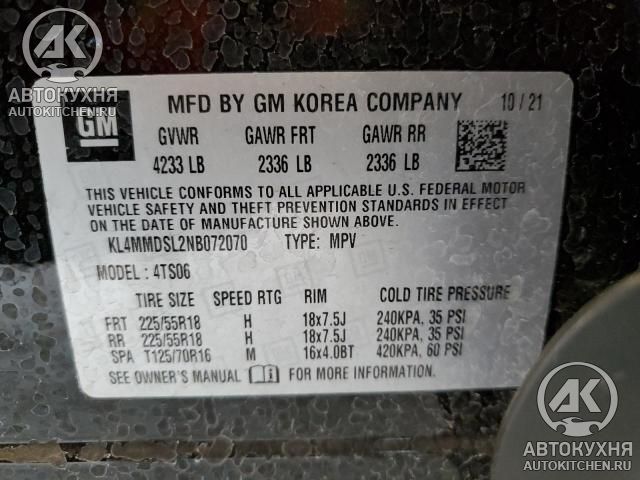 AK
АВТОКУХНЯ
AUTOKITCHEN.RU
GM
MFD BY GM KOREA COMPANY 10 / 21
GVWR GAWR FRT GAWR RR
4233 LB 2336 LB 2336 LB
THIS VEHICLE CONFORMS TO ALL APPLICABLE U.S. FEDERAL MOTOR
VEHICLE SAFETY AND THEFT PREVENTION STANDARDS IN EFFECT
ON THE DATE OF MANUFACTURE SHOWN ABOVE.
KL4MMDSL2NB072070 TYPE: MPV
MODEL : 4TS06
TIRE SIZE SPEED RTG RIM COLD TIRE PRESSURE
FRT 225/55R18 H 18x7.5J 240KPA, 35 PSI
RR 225/55R18 H 18x7.5J 240KPA, 35 PSI
SPA T125/70R16 M 16x4.0BT 420KPA, 60 PSI
SEE OWNER'S MANUAL FOR MORE INFORMATION.
AK
АВТОКУХНЯ
AUTOKITCHEN.RU